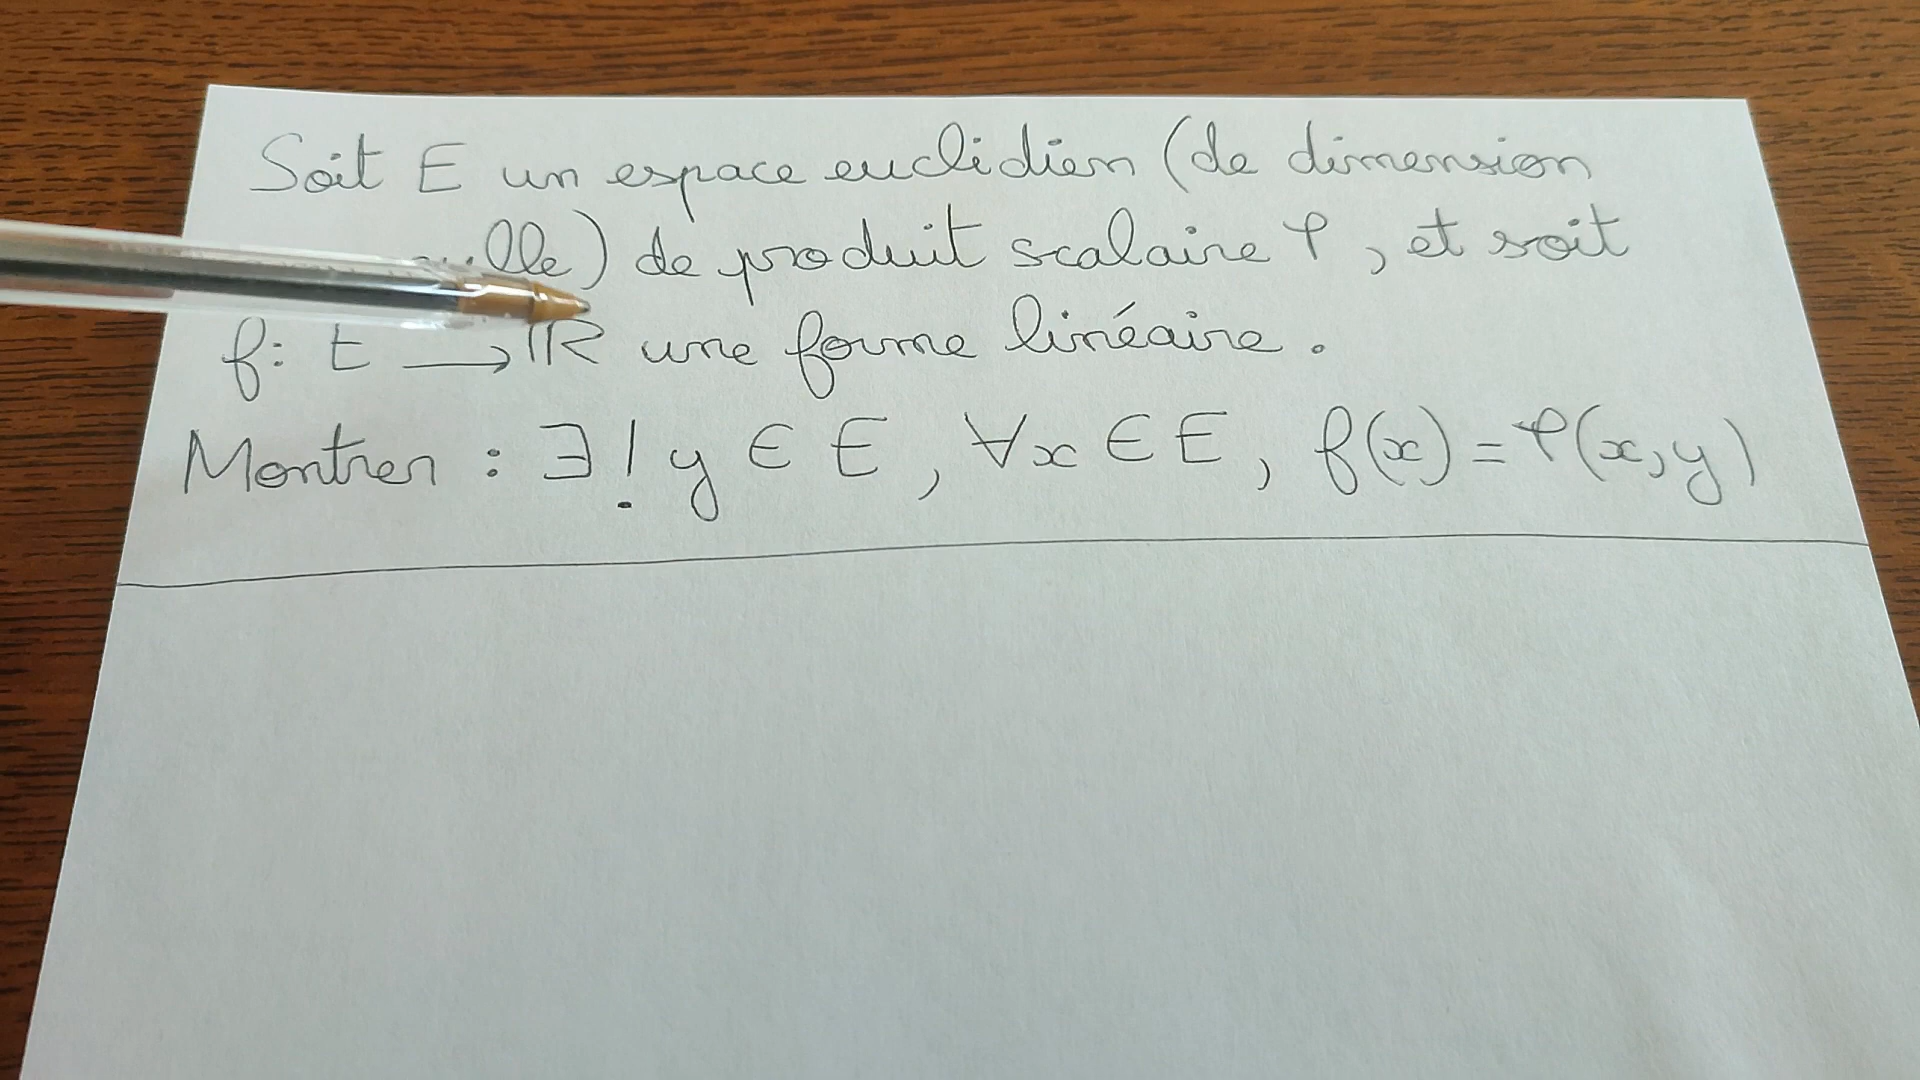 Soit E un espace euclidien (de dimension
) de produit scalaire φ, et soit
f: E → ℝ une forme linéaire.
Montrer : ∃! y ∈ E, ∀x ∈ E, f(x) = φ(x,y)